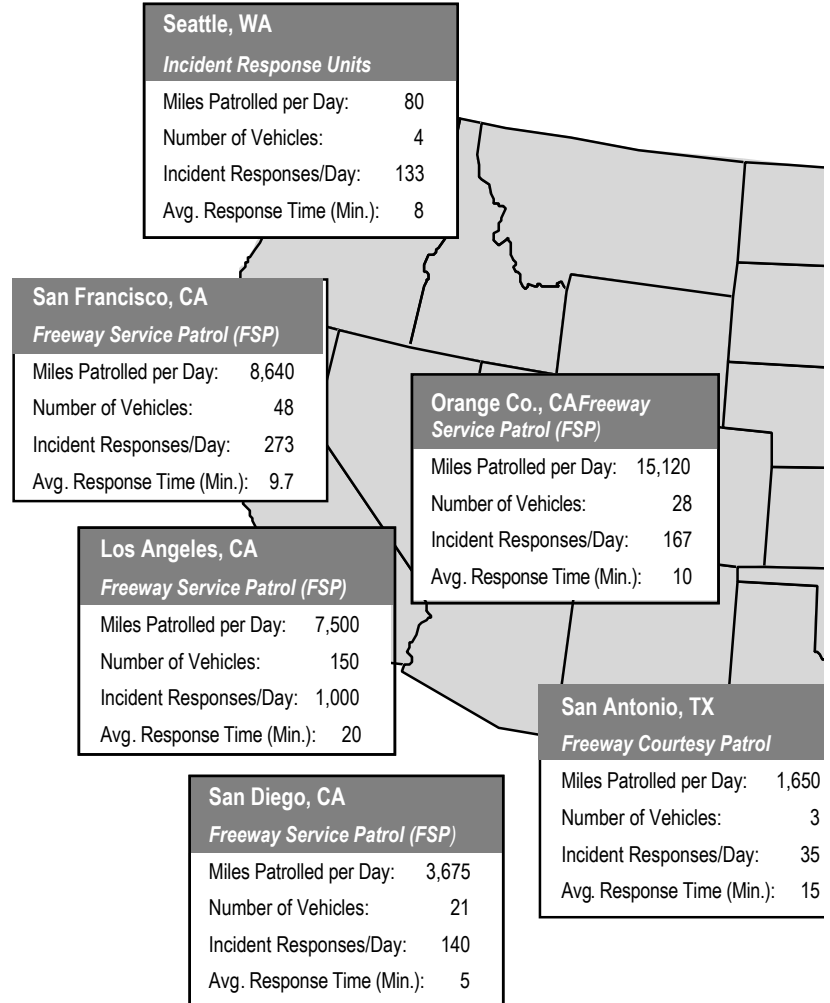 Seattle, WA
Incident Response Units
Miles Patrolled per Day: 80
Number of Vehicles: 4
Incident Responses/Day: 133
Avg. Response Time (Min.): 8
San Francisco, CA
Freeway Service Patrol (FSP)
Miles Patrolled per Day: 8,640
Number of Vehicles: 48
Incident Responses/Day: 273
Avg. Response Time (Min.): 9.7
Orange Co., CAFreeway
Service Patrol (FSP)
Miles Patrolled per Day: 15,120
Number of Vehicles: 28
Incident Responses/Day: 167
Avg. Response Time (Min.): 10
Los Angeles, CA
Freeway Service Patrol (FSP)
Miles Patrolled per Day: 7,500
Number of Vehicles: 150
Incident Responses/Day: 1,000
Avg. Response Time (Min.): 20
San Antonio, TX
Freeway Courtesy Patrol
Miles Patrolled per Day: 1,650
Number of Vehicles: 3
Incident Responses/Day: 35
Avg. Response Time (Min.): 15
San Diego, CA
Freeway Service Patrol (FSP)
Miles Patrolled per Day: 3,675
Number of Vehicles: 21
Incident Responses/Day: 140
Avg. Response Time (Min.): 5